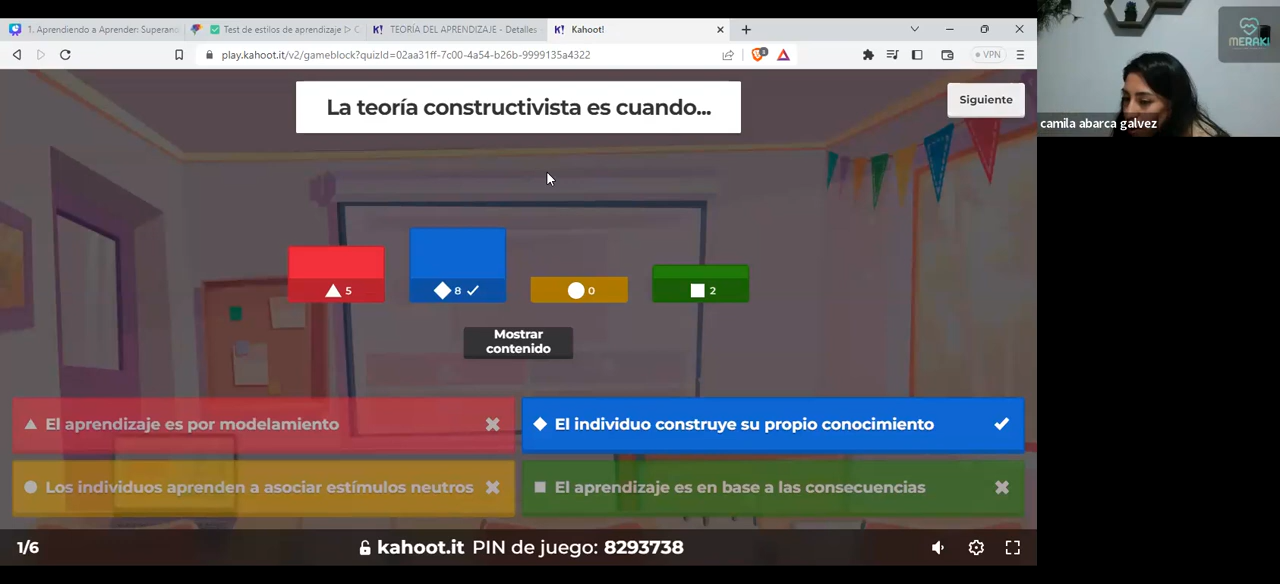 1. Aprendiendo a Aprender: Superand
Test de estilos de aprendizaje ▷ C
TEORÍA DEL APRENDIZAJE - Detalles
Kahoot!
play.kahoot.it/v2/gameblock?quizId=02aa31ff-7c00-4a54-b26b-9999135a4322
VPN
MERAKI
camila abarca galvez
La teoría constructivista es cuando...
Siguiente
5
8
0
2
Mostrar
contenido
El aprendizaje es por modelamiento
El individuo construye su propio conocimiento
Los individuos aprenden a asociar estímulos neutros
El aprendizaje es en base a las consecuencias
1/6
kahoot.it PIN de juego: 8293738